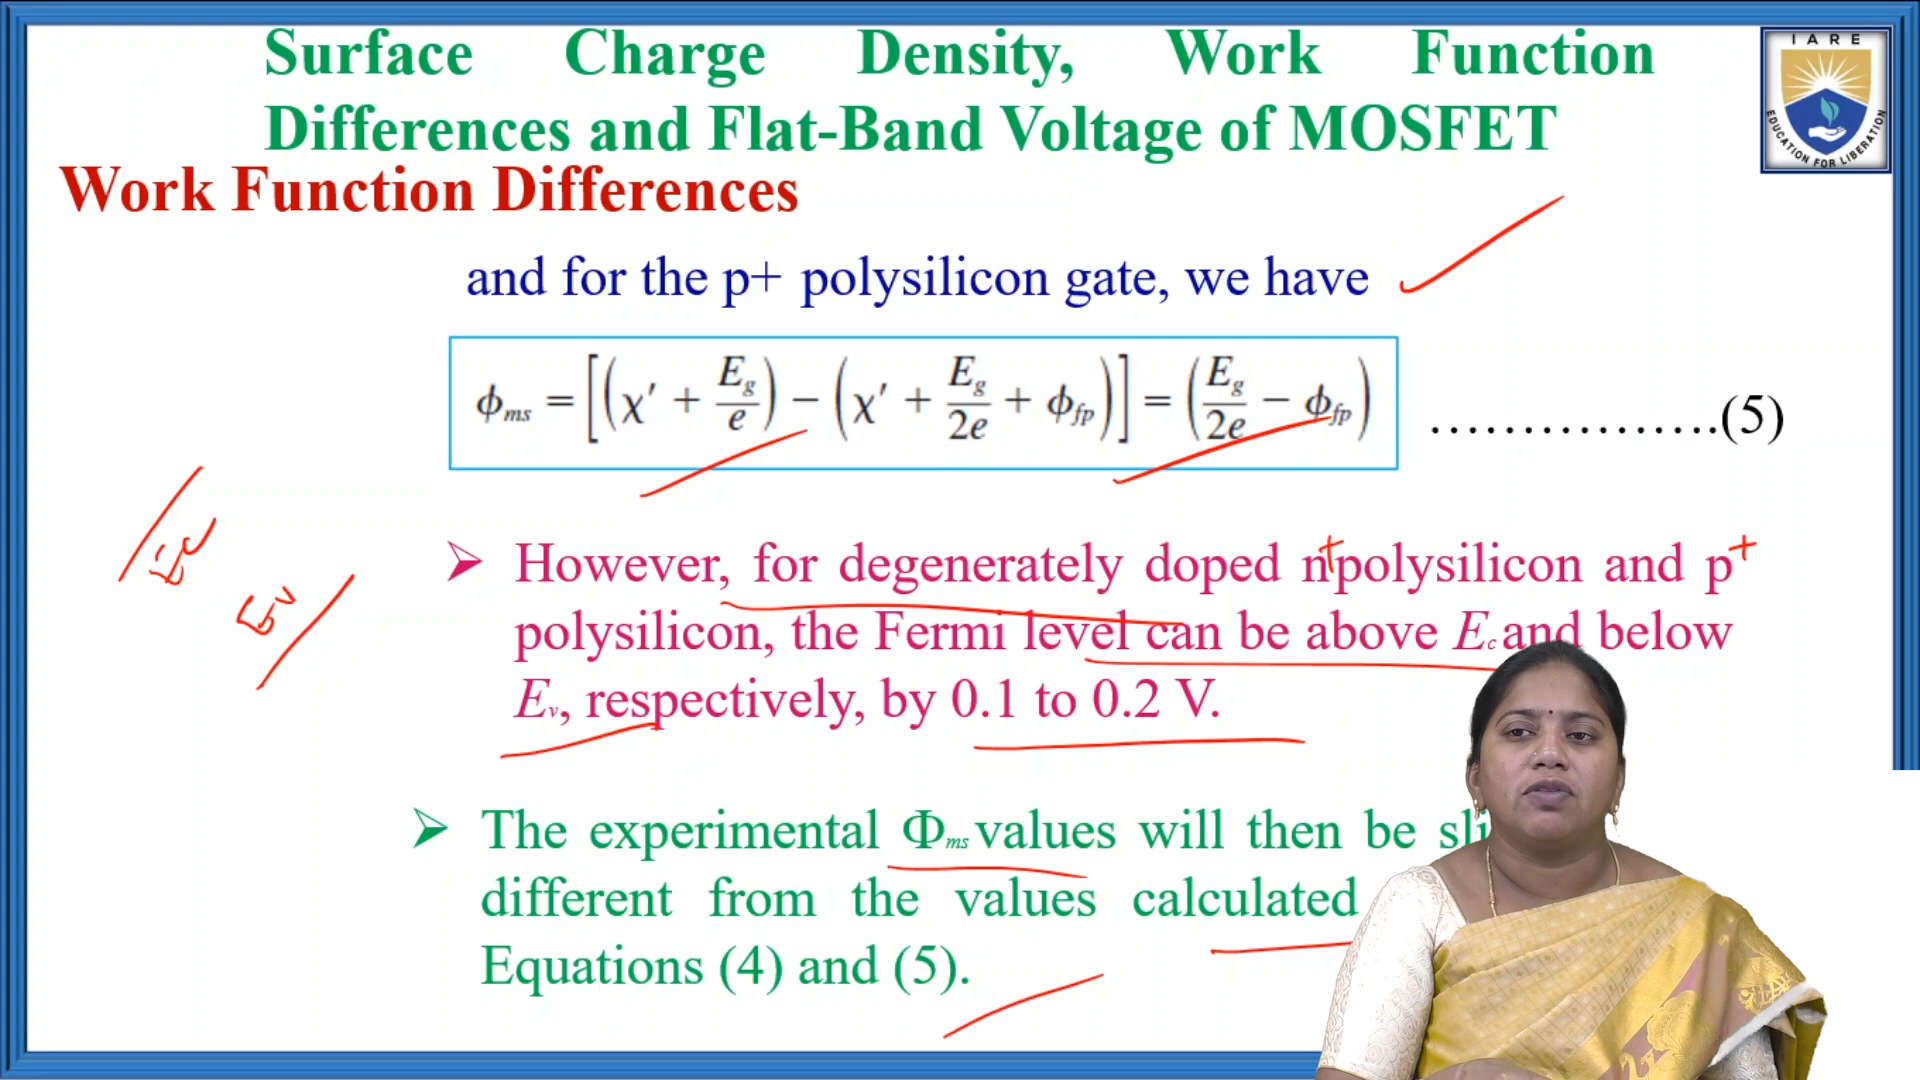 Surface Charge Density, Work Function
Differences and Flat-Band Voltage of MOSFET
IARE
EDUCATION FOR LIBERATION
Work Function Differences
and for the p+ polysilicon gate, we have
ϕms = [(χ′ + Eg/e) − (χ′ + Eg/2e + ϕfp)] = (Eg/2e − ϕfp) ……………….(5)
Ec
Ev
➢ However, for degenerately doped n+ polysilicon and p+
polysilicon, the Fermi level can be above Ec and below
Ev, respectively, by 0.1 to 0.2 V.
➢ The experimental Φms values will then be
different from the values calculated
Equations (4) and (5).